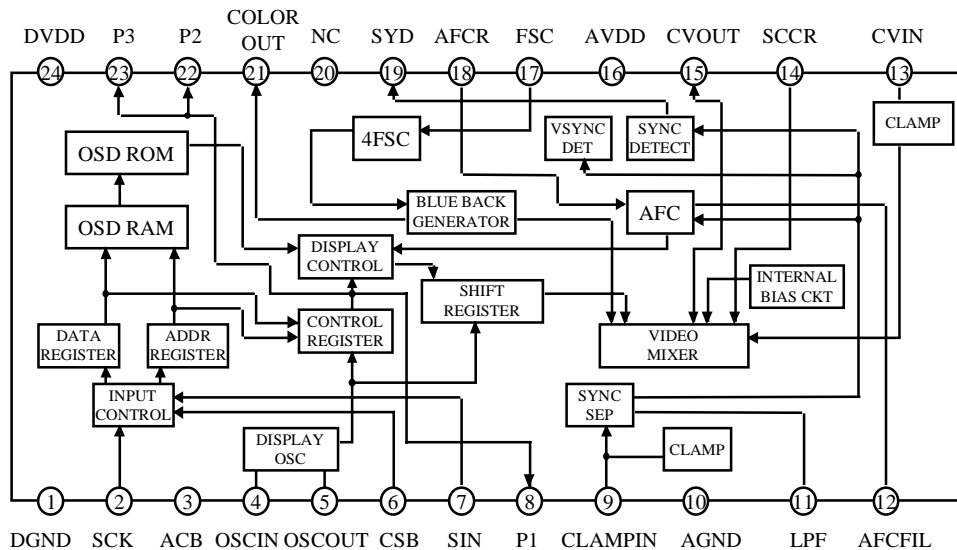 DVDD P3 P2 COLOR OUT NC SYD AFCR FSC AVDD CVOUT SCCR CVIN
24 23 22 21 20 19 18 17 16 15 14 13
CLAMP
4FSC
VSYNC
DET
SYNC
DETECT
OSD ROM
OSD RAM
BLUE BACK
GENERATOR
AFC
DISPLAY
CONTROL
SHIFT
REGISTER
INTERNAL
BIAS CKT
DATA
REGISTER
ADDR
REGISTER
CONTROL
REGISTER
VIDEO
MIXER
INPUT
CONTROL
SYNC
SEP
DISPLAY
OSC
CLAMP
1 2 3 4 5 6 7 8 9 10 11 12
DGND SCK ACB OSCIN OSCOUT CSB SIN P1 CLAMPIN AGND LPF AFCFIL